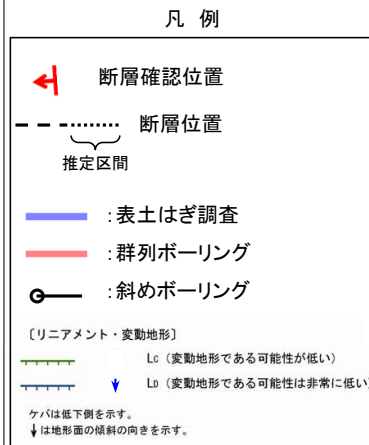 凡 例
断層確認位置
断層位置
推定区間
:表土はぎ調査
:群列ボーリング
:斜めボーリング
〔リニアメント・変動地形〕
Lc (変動地形である可能性が低い)
LD (変動地形である可能性は非常に低い)
ケバは低下側を示す。
↓は地形面の傾斜の向きを示す。